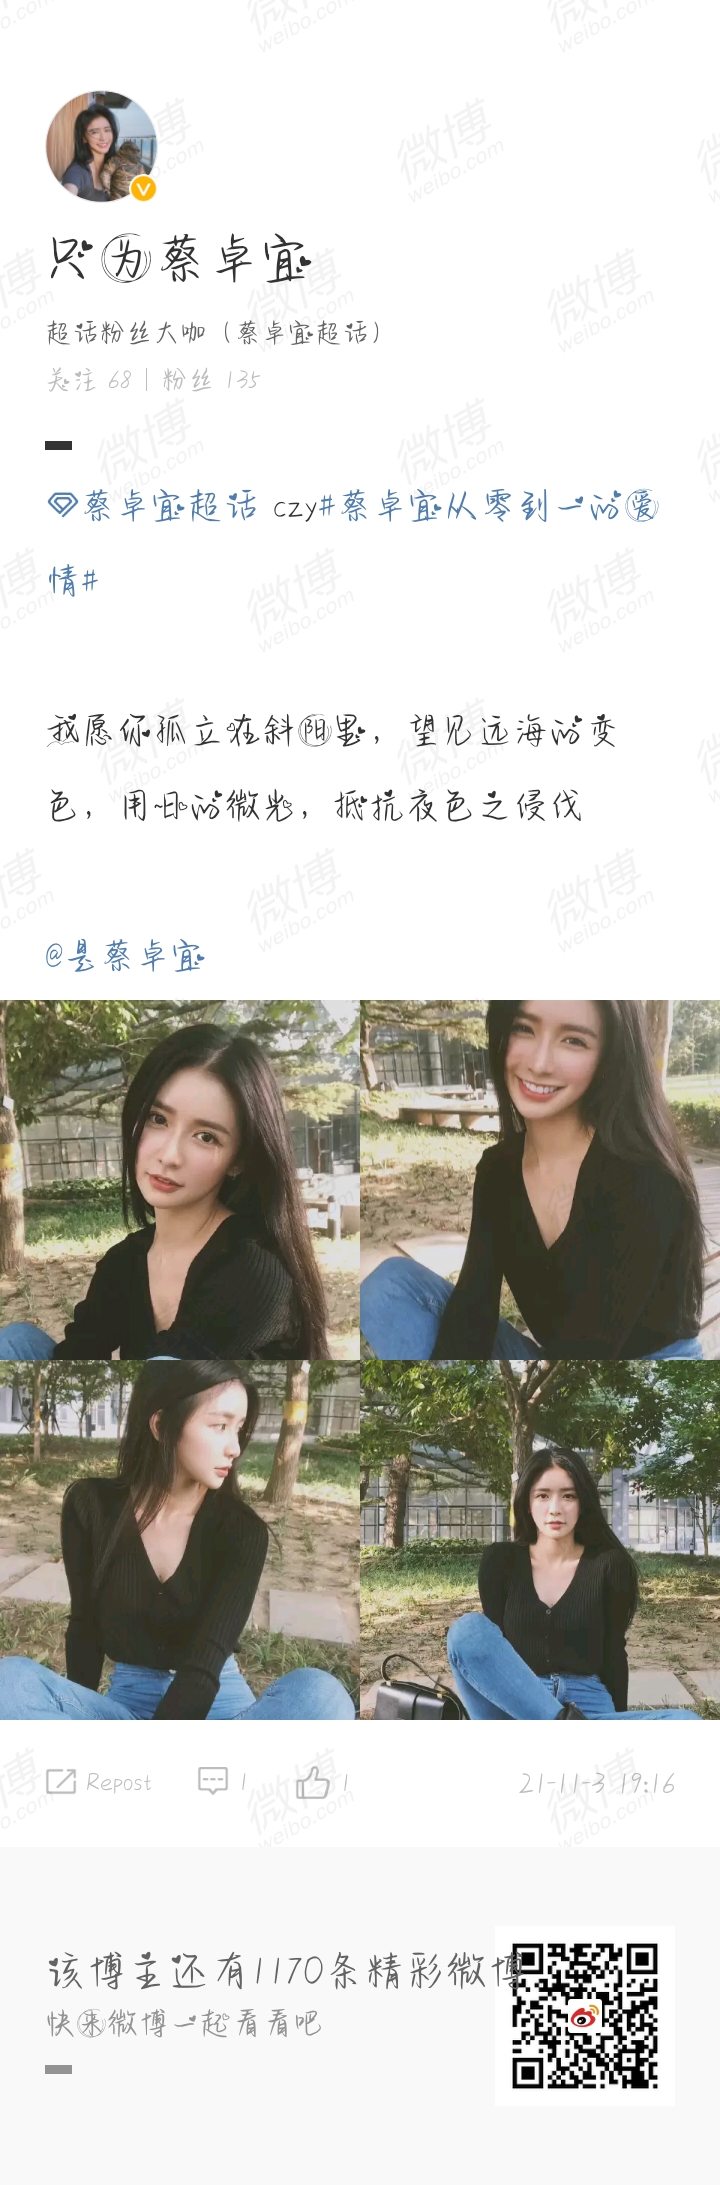 只为蔡卓宜
超话粉丝大咖（蔡卓宜超话）
关注 68 | 粉丝 135
蔡卓宜超话 czy#蔡卓宜从零到一的爱
情#
我愿你孤立在斜阳里，望见远海的变
色，用日的微光，抵抗夜色之侵伐
@是蔡卓宜
Repost 1 1 21-11-3 19:16
该博主还有1170条精彩微博
快来微博一起看看吧
微博
weibo.com